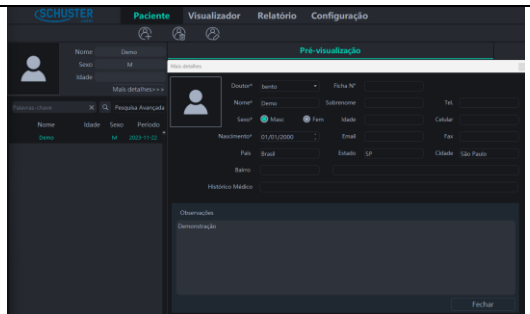 SCHUSTER
Paciente Visualizador Relatório Configuração
Pré-visualização
Nome Demo
Sexo M
Idade
Mais detalhes>>>
Palavras-chave X Pesquisa Avançada
Nome Idade Sexo Período
Demo M 2023-11-22
Mais detalhes
Doutor* bento Ficha Nº
Nome* Demo Sobrenome Tel.
Sexo* Masc Fem Idade Celular
Nascimento* 01/01/2000 Email Fax
País Brasil Estado SP Cidade São Paulo
Bairro
Histórico Médico
Observações
Demonstração
Fechar